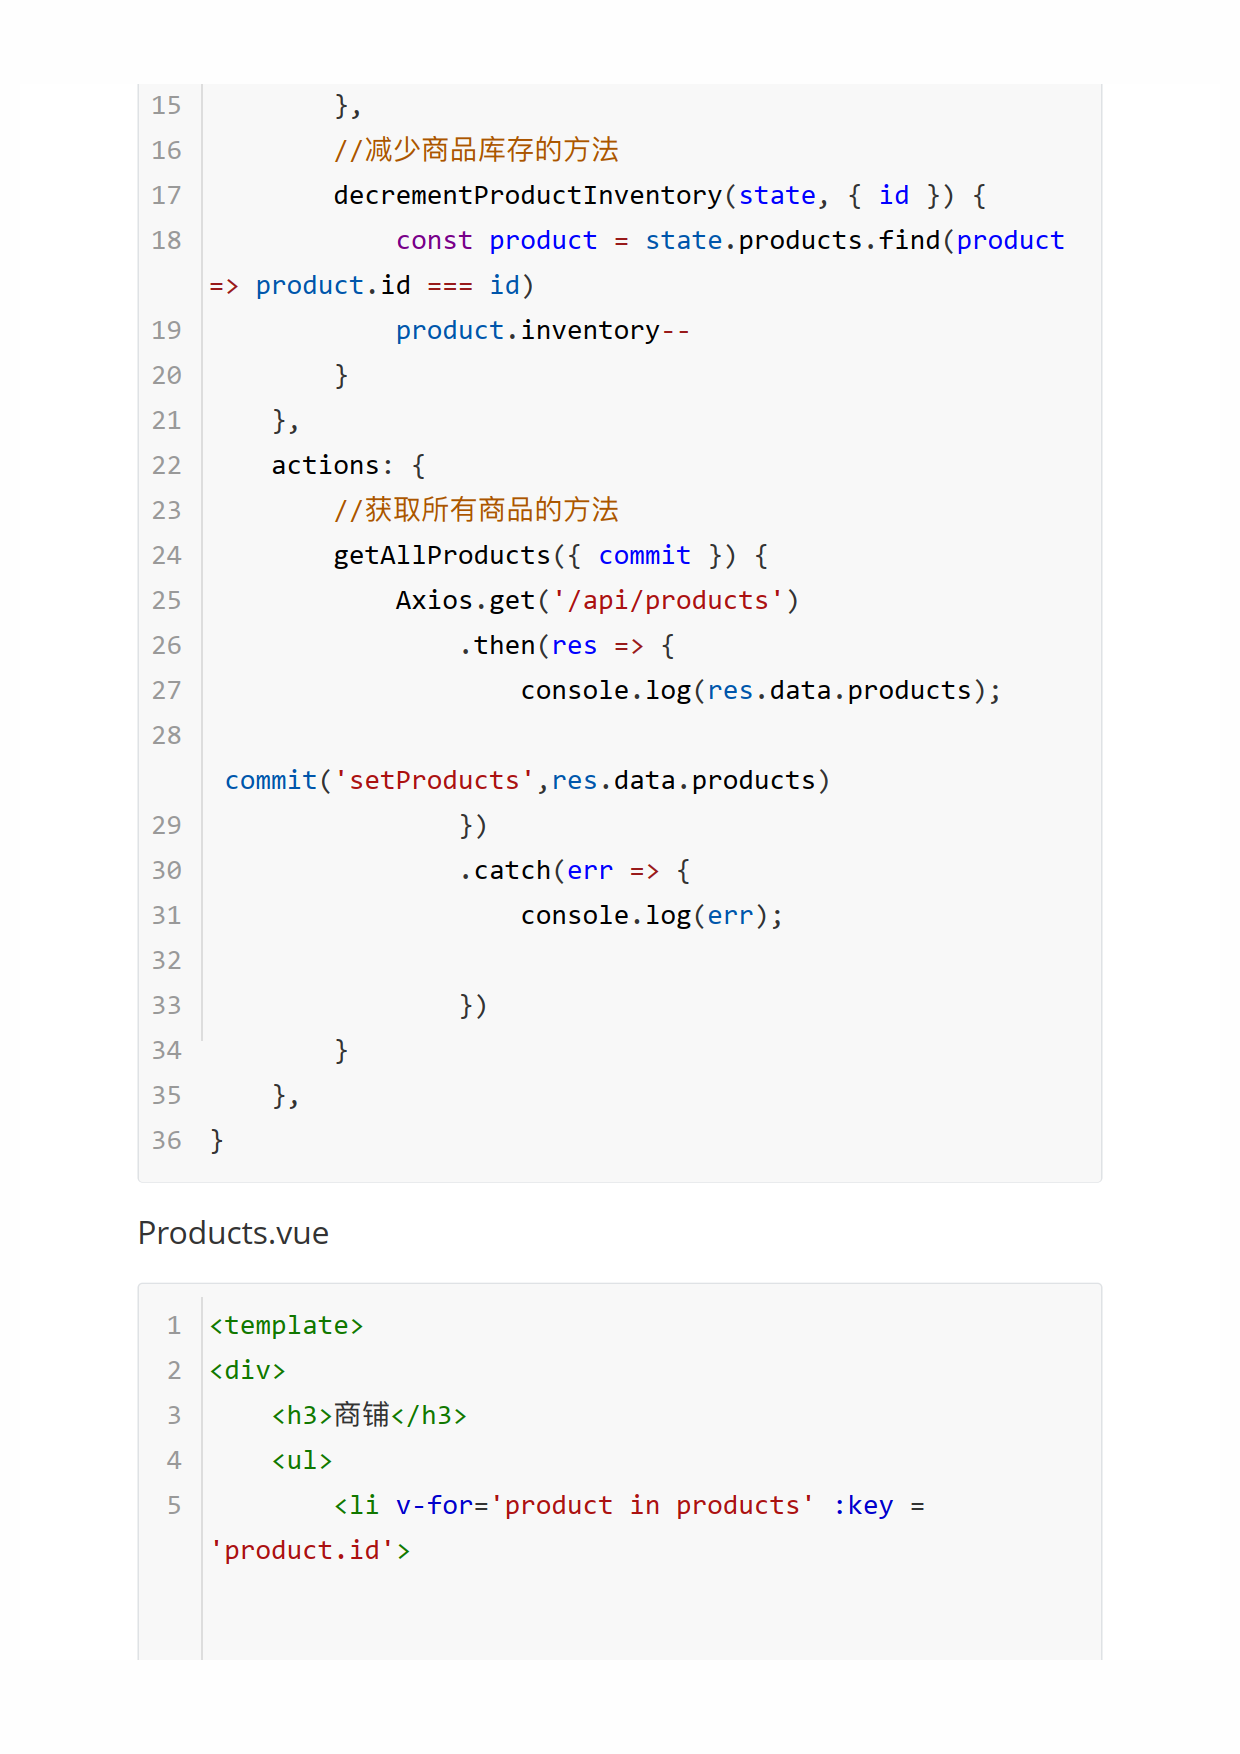 15         },
16         //减少商品库存的方法
17         decrementProductInventory(state, { id }) {
18             const product = state.products.find(product
=> product.id === id)
19             product.inventory--
20         }
21     },
22     actions: {
23         //获取所有商品的方法
24         getAllProducts({ commit }) {
25             Axios.get('/api/products')
26                 .then(res => {
27                     console.log(res.data.products);
28
 commit('setProducts',res.data.products)
29                 })
30                 .catch(err => {
31                     console.log(err);
32
33                 })
34         }
35     },
36 }
Products.vue
1 <template>
2 <div>
3     <h3>商铺</h3>
4     <ul>
5         <li v-for='product in products' :key =
'product.id'>